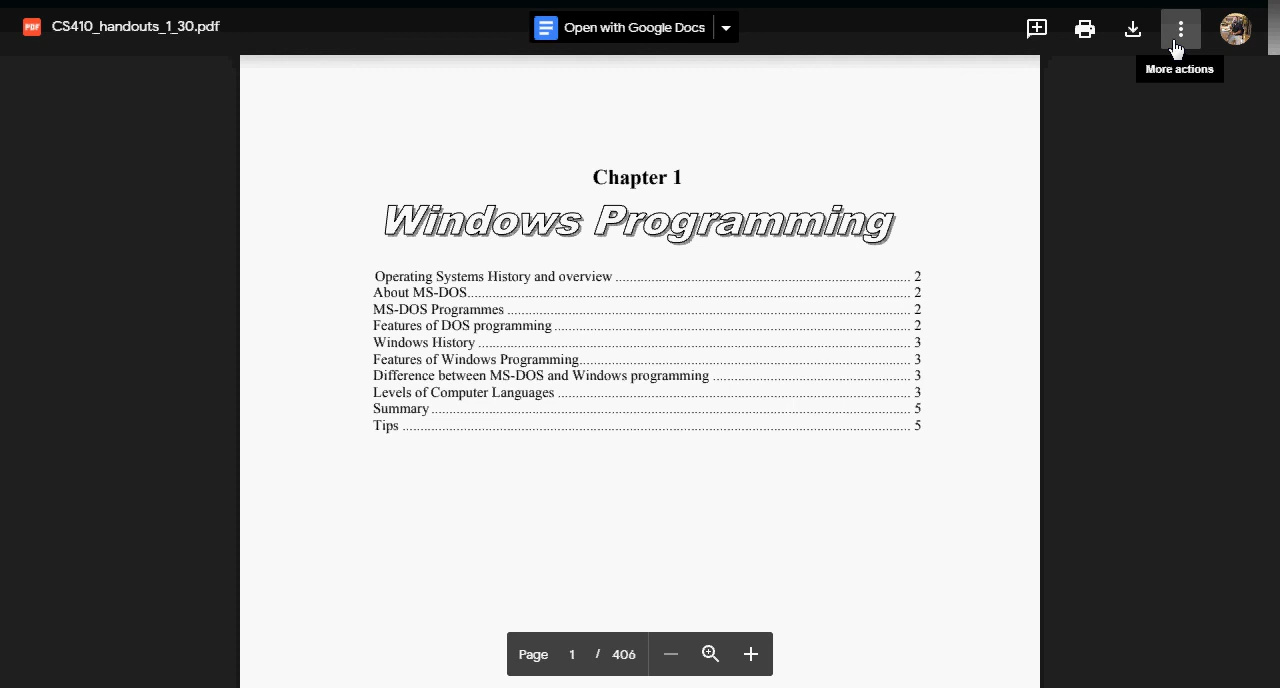 PDF CS410_handouts_1_30.pdf
Open with Google Docs
More actions
Chapter 1
Windows Programming
Operating Systems History and overview ........ 2
About MS-DOS........ 2
MS-DOS Programmes ........ 2
Features of DOS programming ........ 2
Windows History ........ 3
Features of Windows Programming........ 3
Difference between MS-DOS and Windows programming ........ 3
Levels of Computer Languages ........ 3
Summary ........ 5
Tips ........ 5
Page 1 / 406